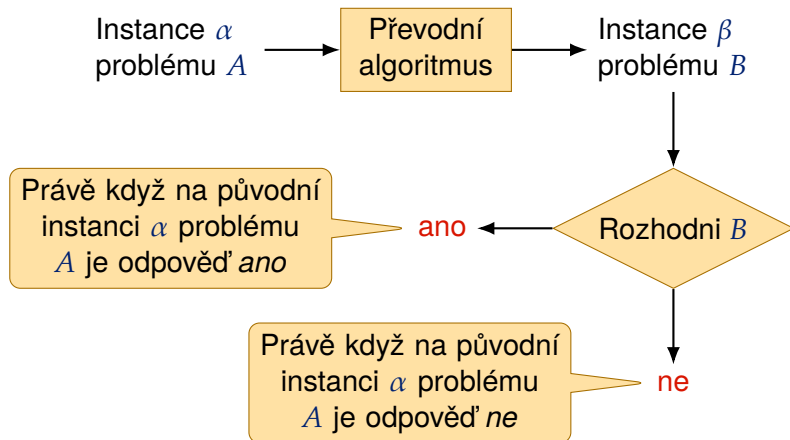 Instance α
problému A
Převodní
algoritmus
Instance β
problému B
Rozhodni B
ano
Právě když na původní
instanci α problému
A je odpověď ano
ne
Právě když na původní
instanci α problému
A je odpověď ne